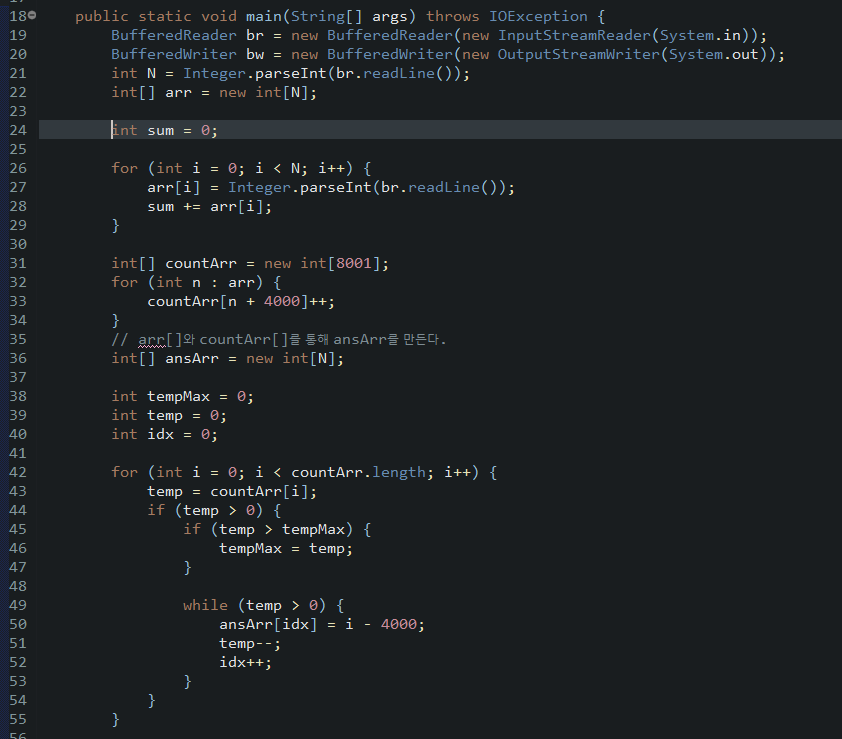 18 public static void main(String[] args) throws IOException {
19 BufferedReader br = new BufferedReader(new InputStreamReader(System.in));
20 BufferedWriter bw = new BufferedWriter(new OutputStreamWriter(System.out));
21 int N = Integer.parseInt(br.readLine());
22 int[] arr = new int[N];
23
24 int sum = 0;
25
26 for (int i = 0; i < N; i++) {
27 arr[i] = Integer.parseInt(br.readLine());
28 sum += arr[i];
29 }
30
31 int[] countArr = new int[8001];
32 for (int n : arr) {
33 countArr[n + 4000]++;
34 }
35 // arr[]와 countArr[]를 통해 ansArr를 만든다.
36 int[] ansArr = new int[N];
37
38 int tempMax = 0;
39 int temp = 0;
40 int idx = 0;
41
42 for (int i = 0; i < countArr.length; i++) {
43 temp = countArr[i];
44 if (temp > 0) {
45 if (temp > tempMax) {
46 tempMax = temp;
47 }
48
49 while (temp > 0) {
50 ansArr[idx] = i - 4000;
51 temp--;
52 idx++;
53 }
54 }
55 }
56